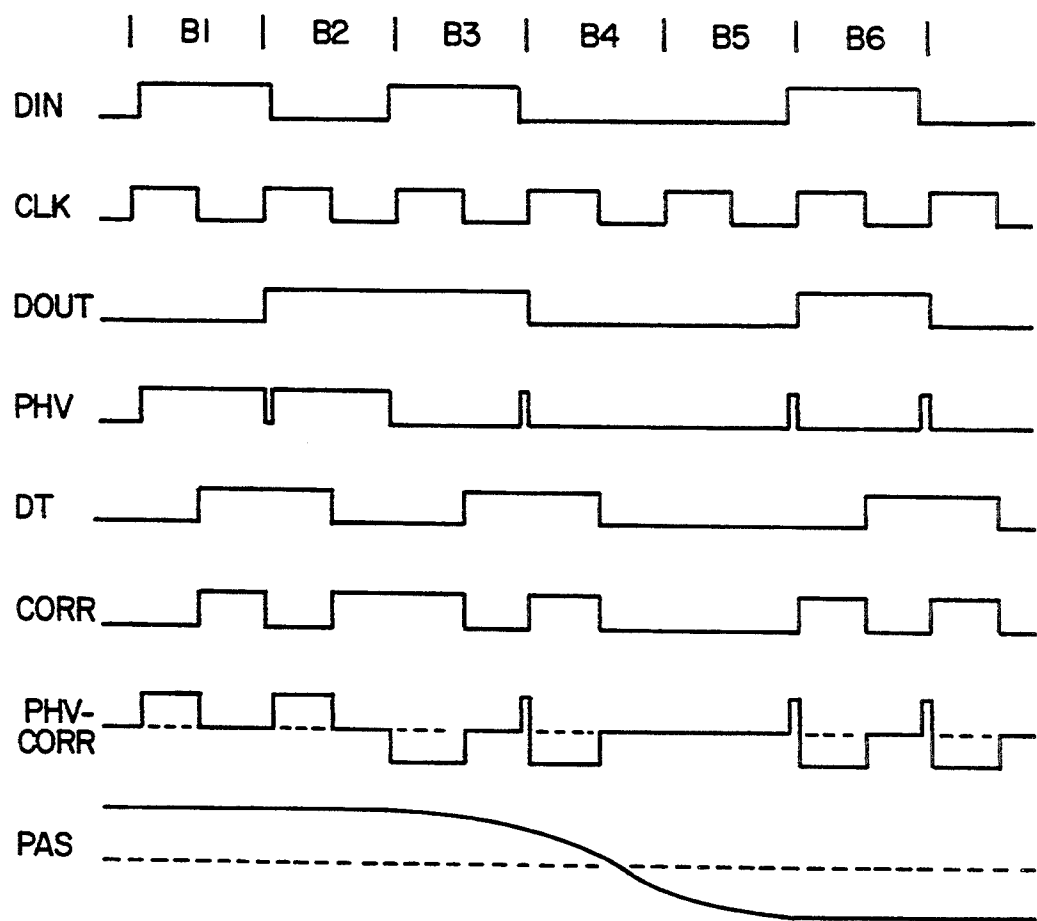 | B1 | B2 | B3 | B4 | B5 | B6 |
DIN
CLK
DOUT
PHV
DT
CORR
PHV-
CORR
PAS